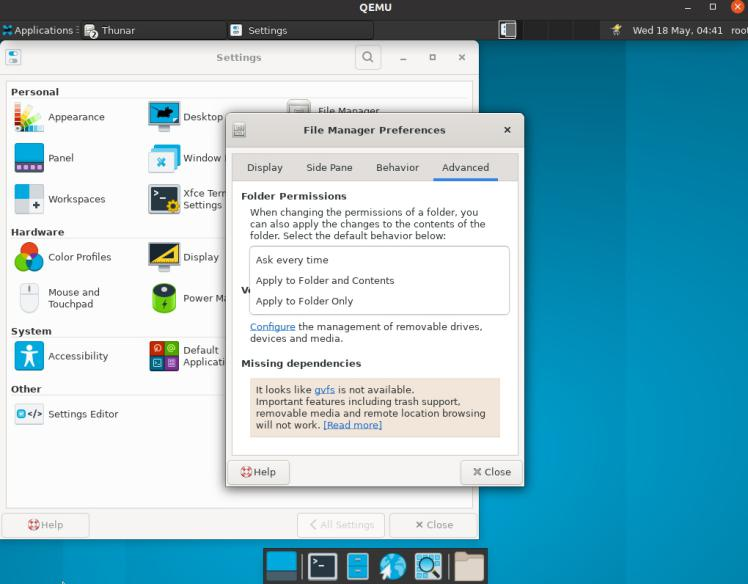 QEMU
Applications
Thunar
Settings
Wed 18 May, 04:41
root
Settings
Personal
Appearance
Desktop
File Manager
Panel
Window
Workspaces
Xfce Term
Settings
Hardware
Color Profiles
Display
Mouse and
Touchpad
Power Ma
System
Accessibility
Default
Applicati
Other
Settings Editor
Help
All Settings
Close
File Manager Preferences
Display
Side Pane
Behavior
Advanced
Folder Permissions
When changing the permissions of a folder, you
can also apply the changes to the contents of the
folder. Select the default behavior below:
Ask every time
Apply to Folder and Contents
Apply to Folder Only
Configure the management of removable drives,
devices and media.
Missing dependencies
It looks like gvfs is not available.
Important features including trash support,
removable media and remote location browsing
will not work. [Read more]
Help
Close